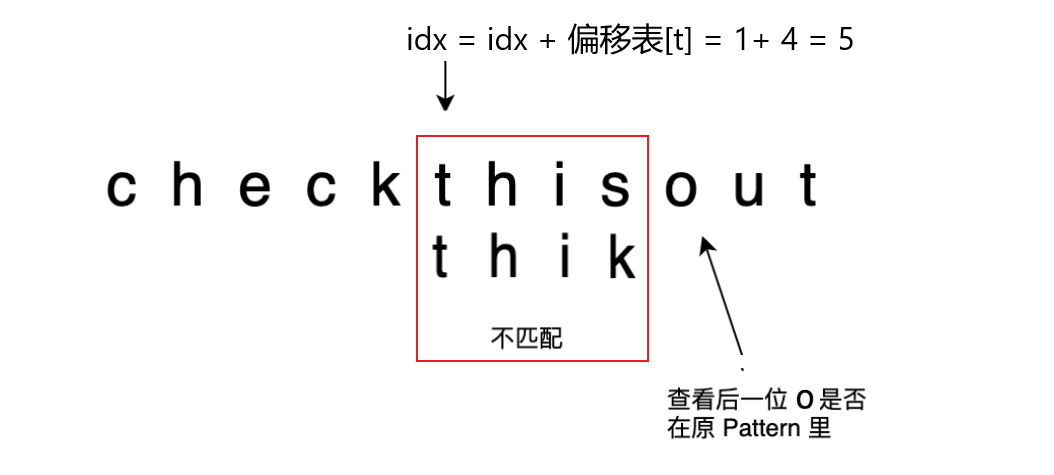 idx = idx + 偏移表[t] = 1+ 4 = 5
c h e c k t h i s o u t
t h i k
不匹配
查看后一位 O 是否
在原 Pattern 里